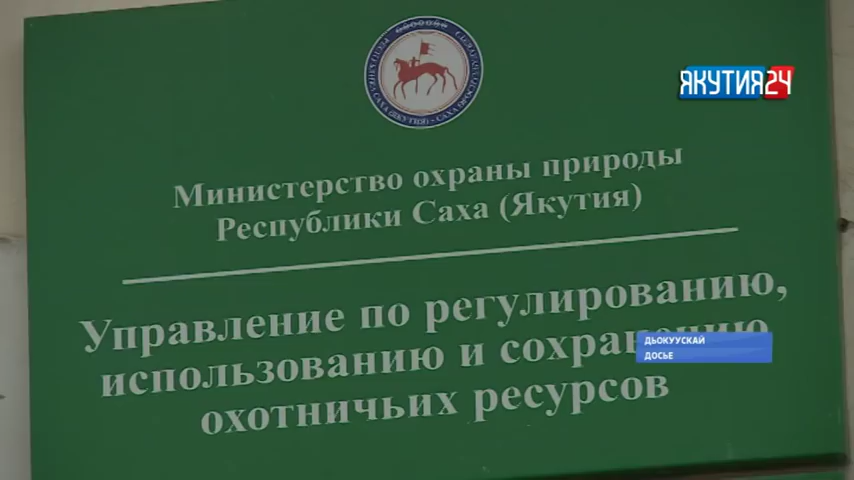 ЯКУТИЯ24
Министерство охраны природы
Республики Саха (Якутия)
Управление по регулированию,
использованию и сохранению
охотничьих ресурсов
ДЬОКУУСКАЙ
ДОСЬЕ